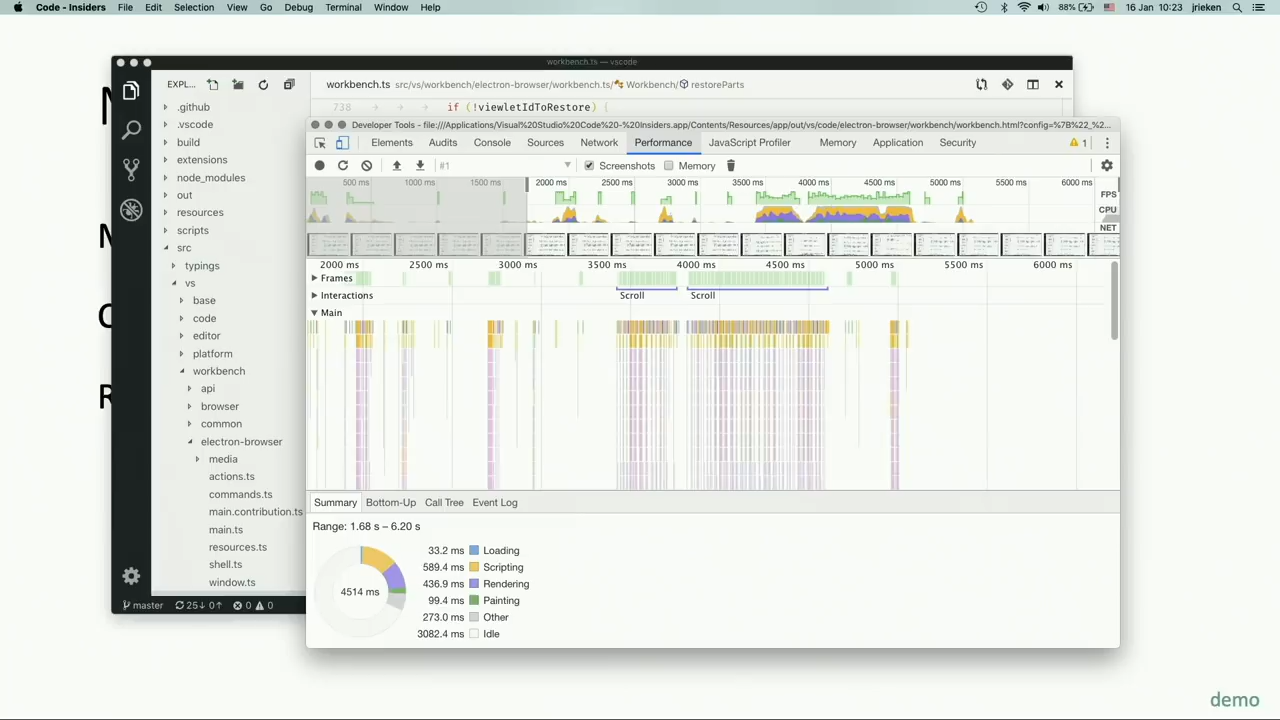 Code - Insiders File Edit Selection View Go Debug Terminal Window Help 88% 16 Jan 10:23 jrieken
workbench.ts — vscode
EXPL... workbench.ts src/vs/workbench/electron-browser/workbench.ts/ Workbench/ restoreParts
738 if (!viewletIdToRestore) {
.github
.vscode
build
extensions
node_modules
out
resources
scripts
src
typings
vs
base
code
editor
platform
workbench
api
browser
common
electron-browser
media
actions.ts
commands.ts
main.contribution.ts
main.ts
resources.ts
shell.ts
window.ts
master 25↓ 0↑ 0 0
Developer Tools - file:///Applications/Visual%20Studio%20Code%20-%20Insiders.app/Contents/Resources/app/out/vs/code/electron-browser/workbench/workbench.html?config=%7B%22_%2...
Elements Audits Console Sources Network Performance JavaScript Profiler Memory Application Security 1
#1 Screenshots Memory
500 ms 1000 ms 1500 ms 2000 ms 2500 ms 3000 ms 3500 ms 4000 ms 4500 ms 5000 ms 6000 ms
FPS
CPU
NET
2000 ms 2500 ms 3000 ms 3500 ms 4000 ms 4500 ms 5000 ms 5500 ms 6000 ms
Frames
Interactions Scroll Scroll
Main
Summary Bottom-Up Call Tree Event Log
Range: 1.68 s – 6.20 s
4514 ms
33.2 ms Loading
589.4 ms Scripting
436.9 ms Rendering
99.4 ms Painting
273.0 ms Other
3082.4 ms Idle
demo